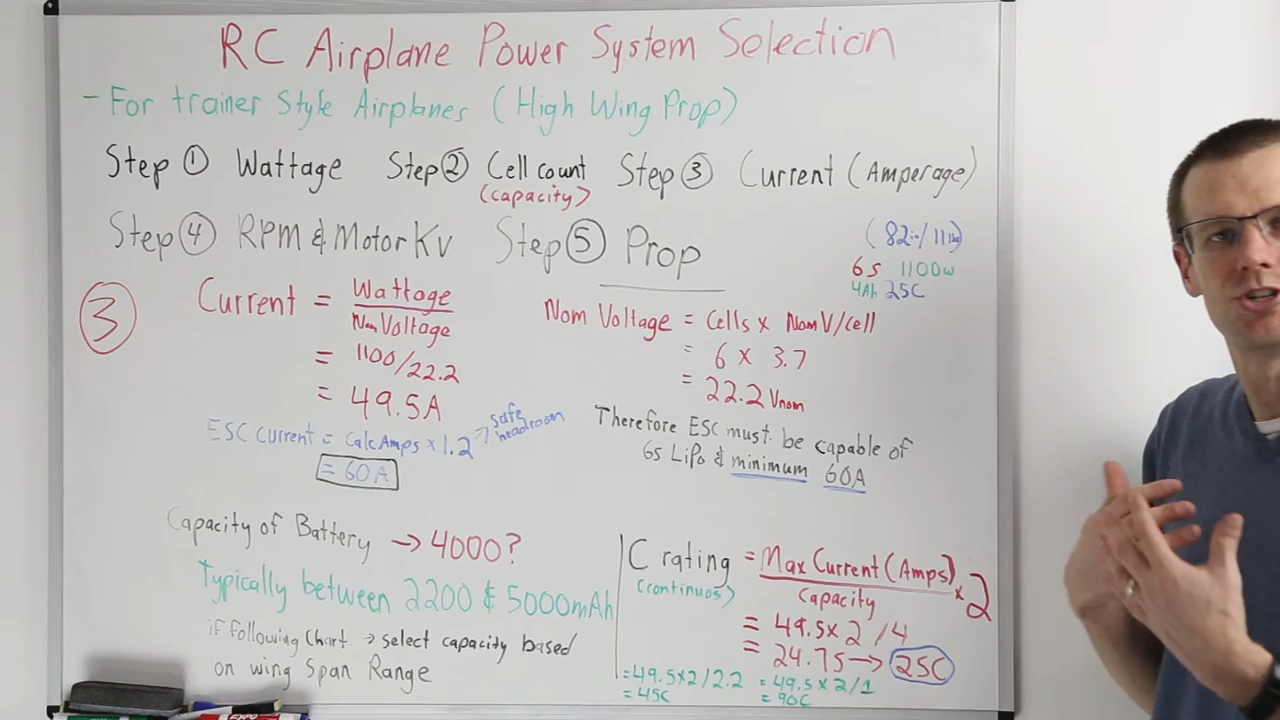 RC Airplane Power System Selection
- For trainer Style Airplanes (High Wing Prop)
Step ① Wattage Step ② Cell count Step ③ Current (Amperage)
(capacity)
Step ④ RPM & Motor Kv Step ⑤ Prop
(82in/11lbs)
6s 1100w
4Ah 25C
③
Current = Wattage
Nom Voltage
= 1100/22.2
= 49.5A
ESC Current = Calc Amps x 1.2 → safe headroom
= 60A
Nom Voltage = Cells x Nom V/cell
= 6 x 3.7
= 22.2 Vnom
Therefore ESC must be capable of
6s LiPo & minimum 60A
Capacity of Battery → 4000?
Typically between 2200 & 5000mAh
if following Chart → select capacity based
on wing Span Range
C rating = Max Current (Amps) x 2
(continuos) capacity
= 49.5 x 2 / 4
= 24.75 → 25C
= 49.5 x 2 / 2.2
= 45C
= 49.5 x 2 / 1
= 90C
EXPO